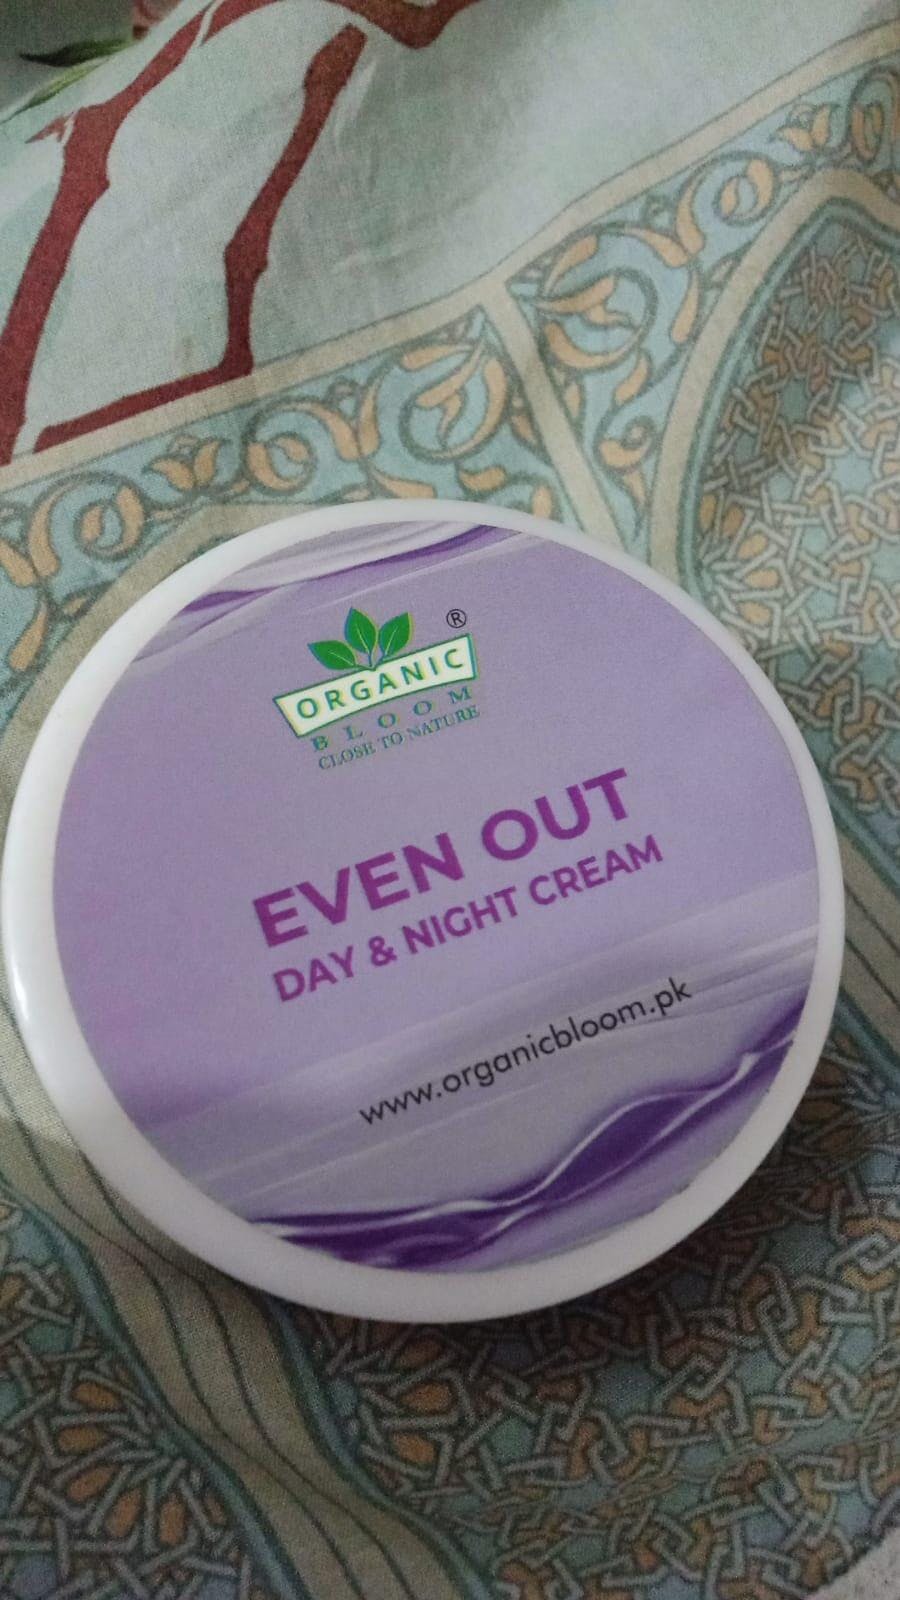 ®
ORGANIC
BLOOM
CLOSE TO NATURE
EVEN OUT
DAY & NIGHT CREAM
www.organicbloom.pk